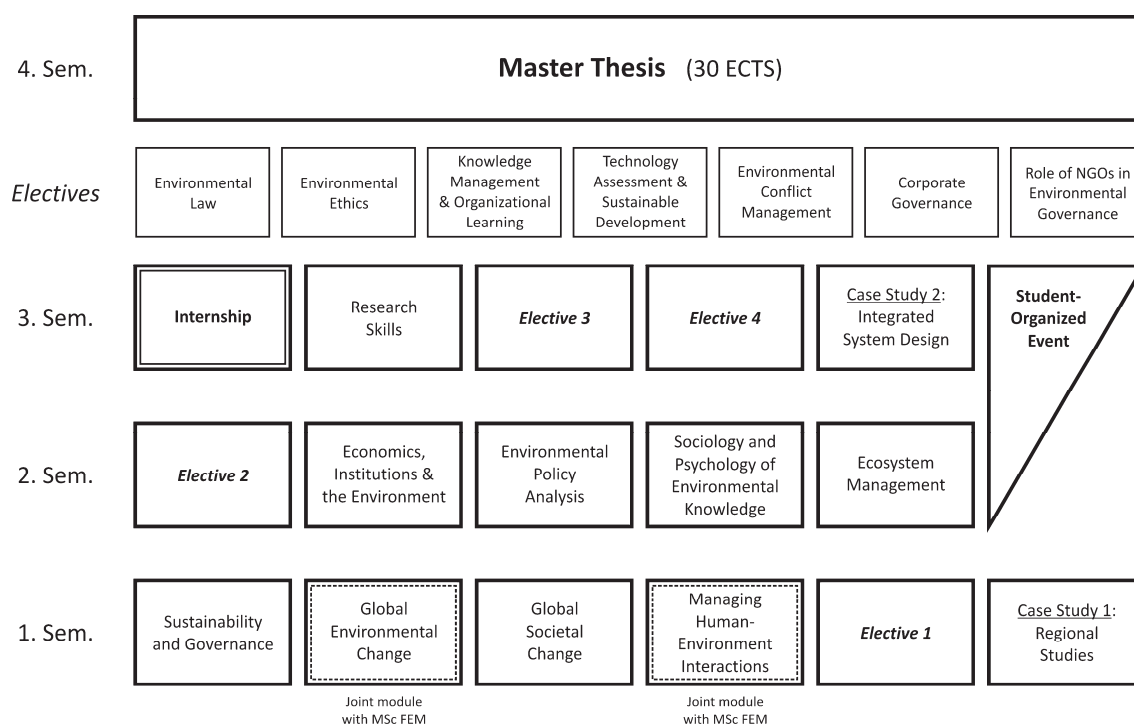 4. Sem.
Master Thesis (30 ECTS)
Electives
Environmental
Law
Environmental
Ethics
Knowledge
Management
& Organizational
Learning
Technology
Assessment &
Sustainable
Development
Environmental
Conflict
Management
Corporate
Governance
Role of NGOs in
Environmental
Governance
3. Sem.
Internship
Research
Skills
Elective 3
Elective 4
Case Study 2:
Integrated
System Design
Student-
Organized
Event
2. Sem.
Elective 2
Economics,
Institutions &
the Environment
Environmental
Policy
Analysis
Sociology and
Psychology of
Environmental
Knowledge
Ecosystem
Management
1. Sem.
Sustainability
and Governance
Global
Environmental
Change
Global
Societal
Change
Managing
Human-
Environment
Interactions
Elective 1
Case Study 1:
Regional
Studies
Joint module
with MSc FEM
Joint module
with MSc FEM